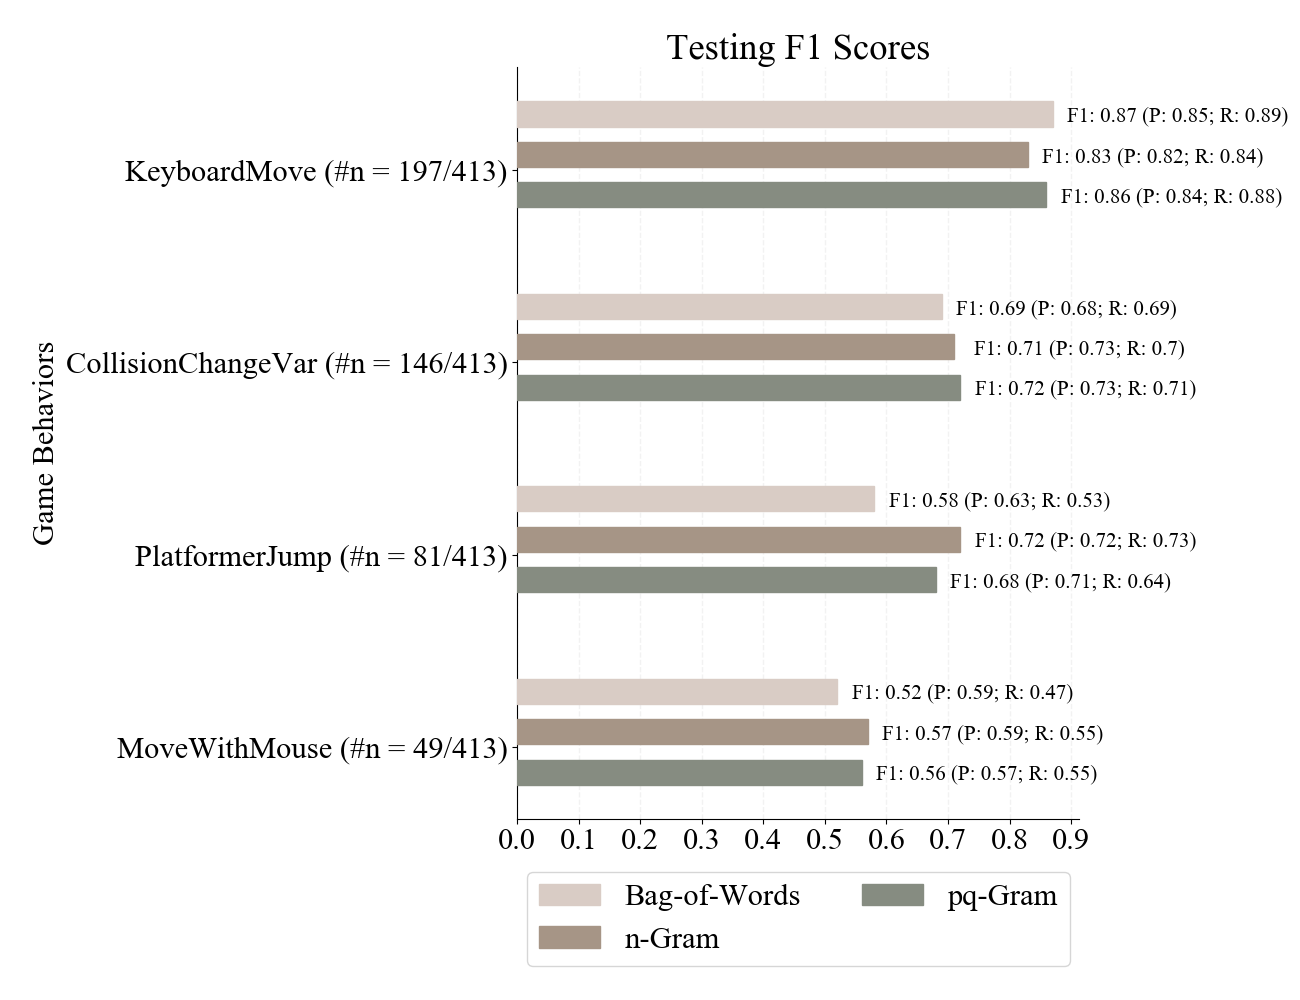 Testing F1 Scores
Game Behaviors
KeyboardMove (#n = 197/413)
F1: 0.87 (P: 0.85; R: 0.89)
F1: 0.83 (P: 0.82; R: 0.84)
F1: 0.86 (P: 0.84; R: 0.88)
CollisionChangeVar (#n = 146/413)
F1: 0.69 (P: 0.68; R: 0.69)
F1: 0.71 (P: 0.73; R: 0.7)
F1: 0.72 (P: 0.73; R: 0.71)
PlatformerJump (#n = 81/413)
F1: 0.58 (P: 0.63; R: 0.53)
F1: 0.72 (P: 0.72; R: 0.73)
F1: 0.68 (P: 0.71; R: 0.64)
MoveWithMouse (#n = 49/413)
F1: 0.52 (P: 0.59; R: 0.47)
F1: 0.57 (P: 0.59; R: 0.55)
F1: 0.56 (P: 0.57; R: 0.55)
0.0 0.1 0.2 0.3 0.4 0.5 0.6 0.7 0.8 0.9
Bag-of-Words
n-Gram
pq-Gram